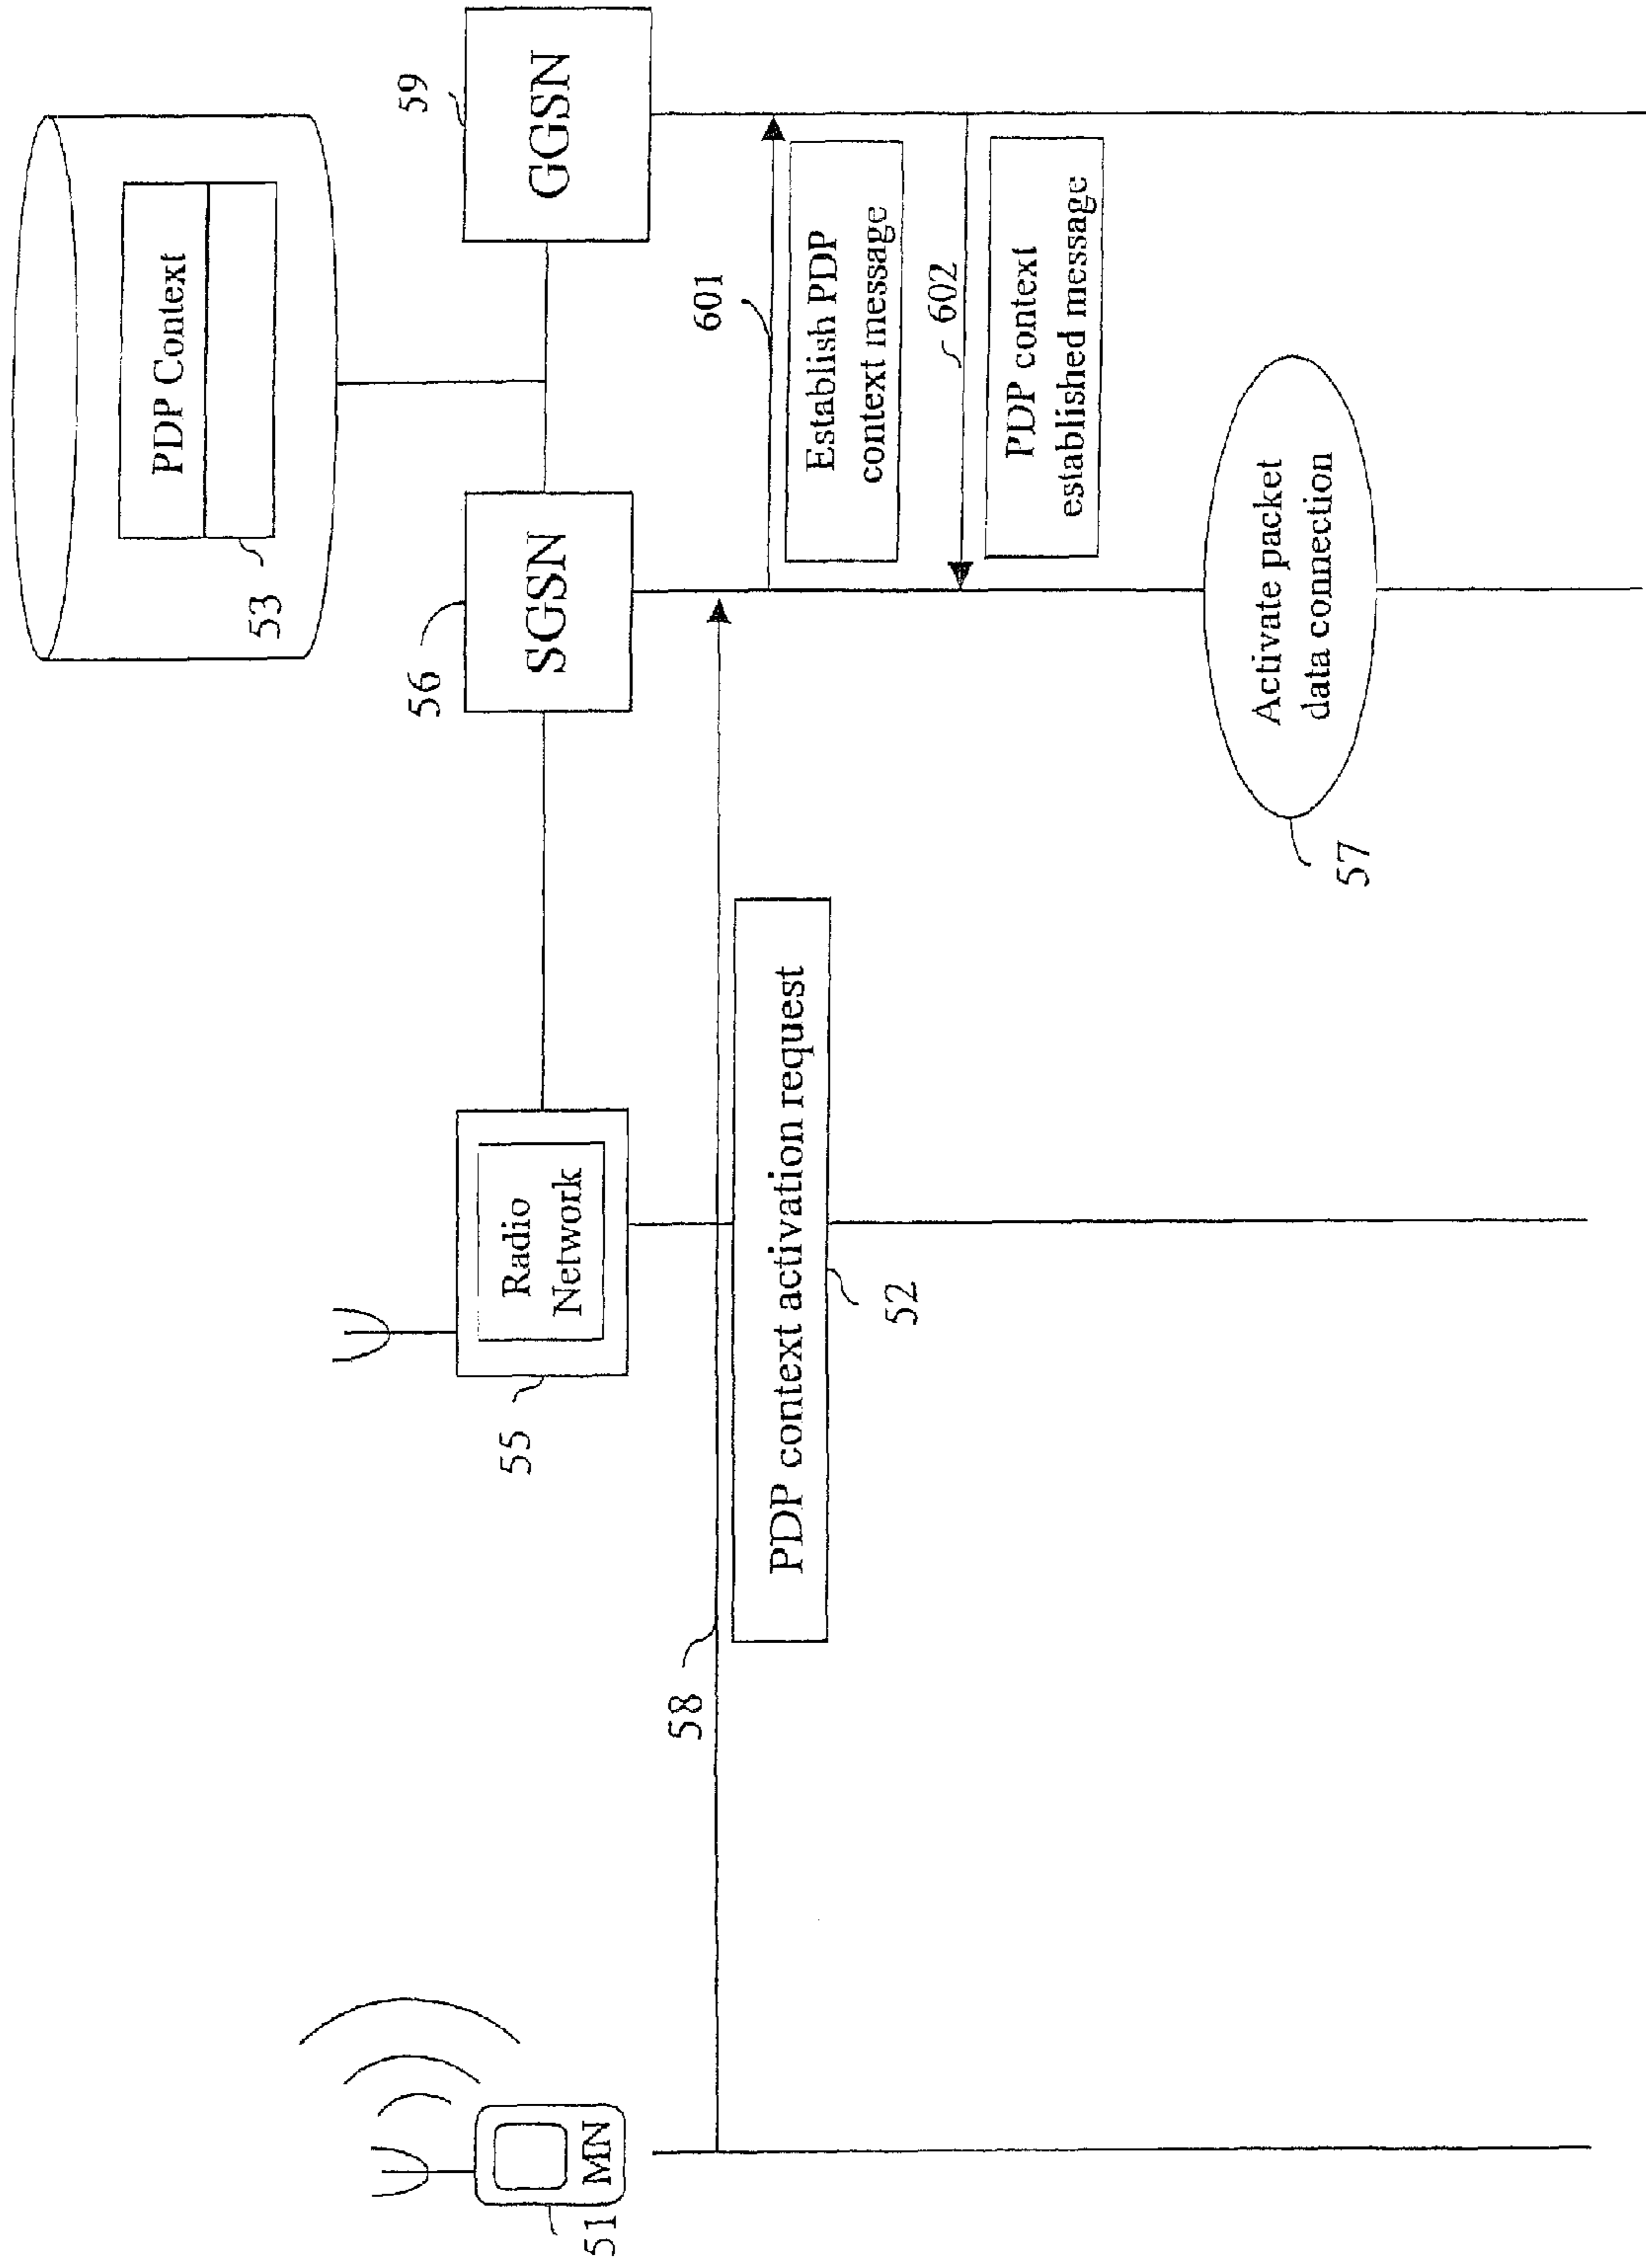 PDP Context
53
59
GGSN
56
SGSN
Radio
Network
55
51
MN
58
PDP context activation request
52
601
Establish PDP
context message
602
PDP context
established message
Activate packet
data connection
57